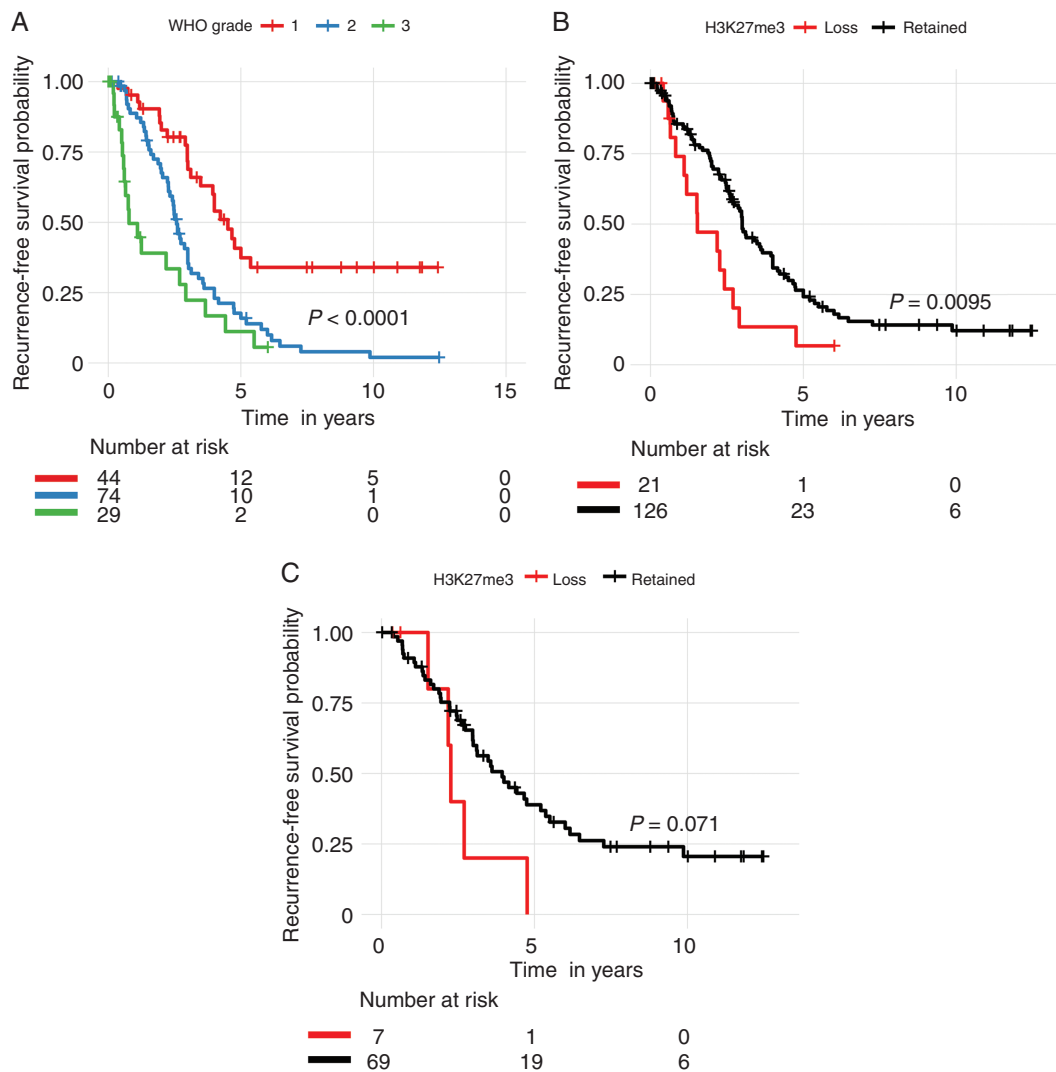 A
WHO grade 1 2 3
Recurrence-free survival probability
1.00
0.75
0.50
0.25
0
P < 0.0001
0 5 10 15
Time in years
Number at risk
44 12 5 0
74 10 1 0
29 2 0 0
B
H3K27me3 Loss Retained
Recurrence-free survival probability
1.00
0.75
0.50
0.25
0
P = 0.0095
0 5 10
Time in years
Number at risk
21 1 0
126 23 6
C
H3K27me3 Loss Retained
Recurrence-free survival probability
1.00
0.75
0.50
0.25
0
P = 0.071
0 5 10
Time in years
Number at risk
7 1 0
69 19 6